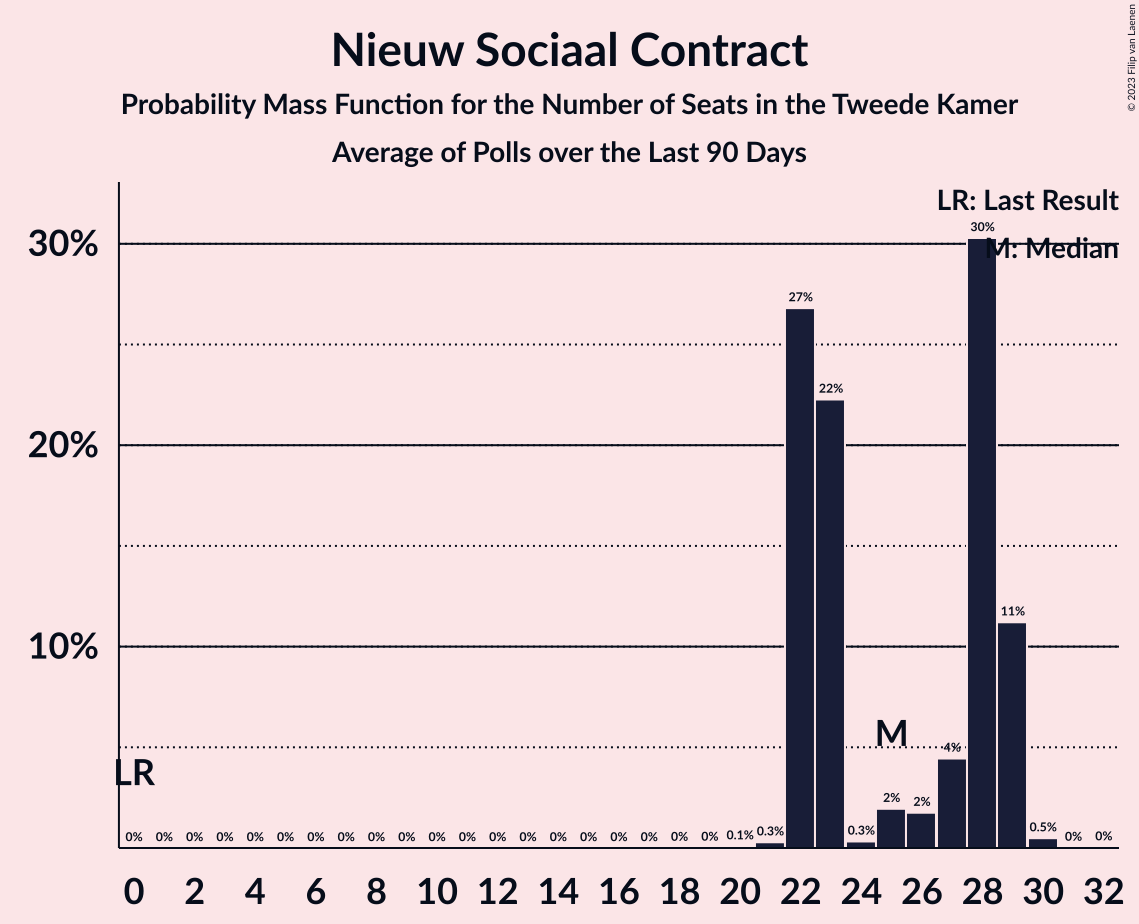 Nieuw Sociaal Contract
Probability Mass Function for the Number of Seats in the Tweede Kamer
Average of Polls over the Last 90 Days
© 2023 Filip van Laenen
LR: Last Result
M: Median
30%
20%
10%
30%
27%
22%
11%
M
4%
LR
2%
2%
0% 0% 0% 0% 0% 0% 0% 0% 0% 0% 0% 0% 0% 0% 0% 0% 0% 0% 0% 0% 0.1% 0.3% 0.3% 0.5% 0% 0%
0 2 4 6 8 10 12 14 16 18 20 22 24 26 28 30 32